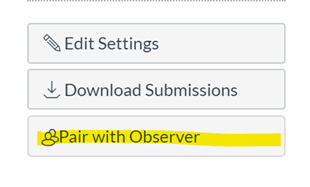 Edit Settings
Download Submissions
Pair with Observer